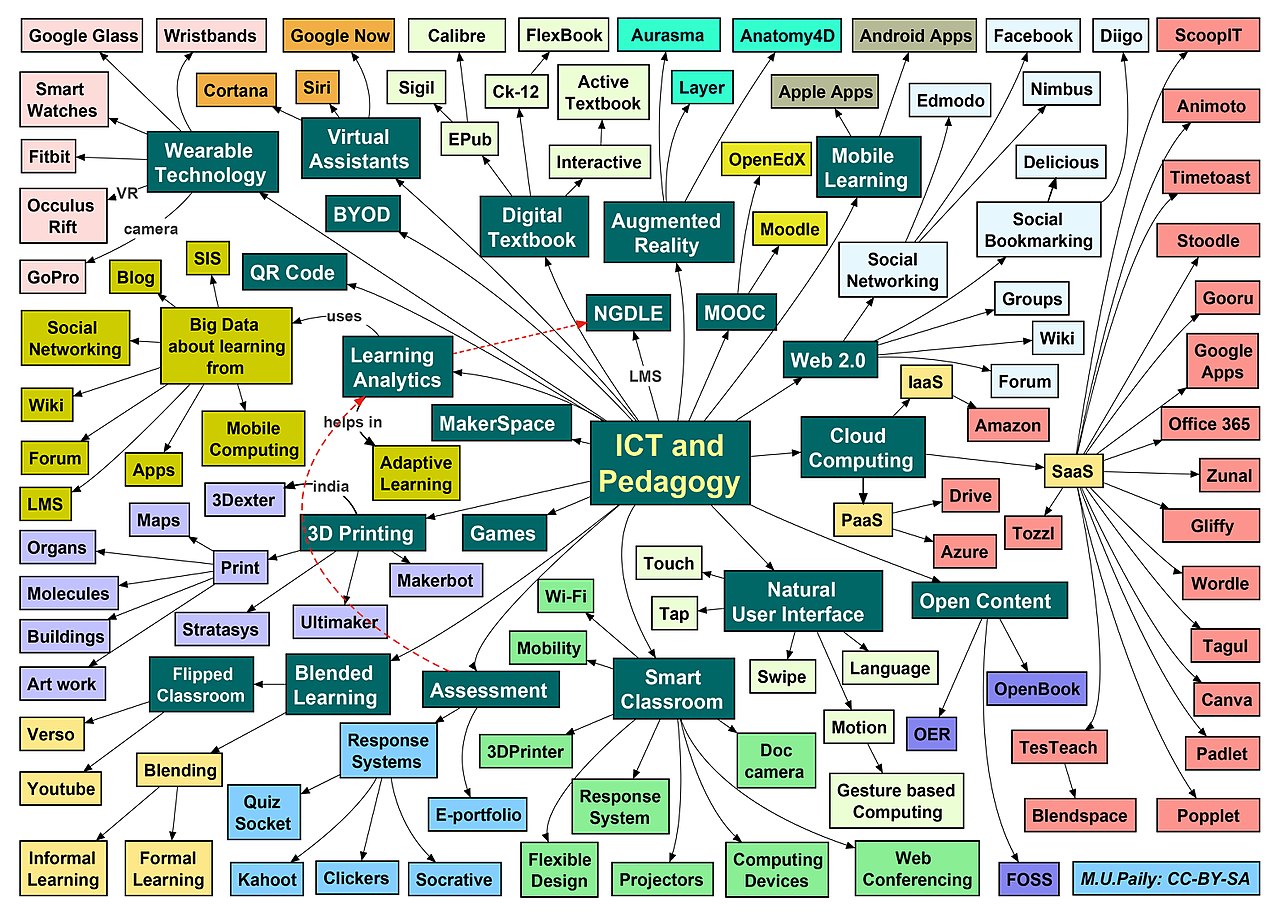 Google Glass
Wristbands
Google Now
Calibre
FlexBook
Aurasma
Anatomy4D
Android Apps
Facebook
Diigo
ScoopIT
Smart
Watches
Cortana
Siri
Sigil
Ck-12
Active
Textbook
Layer
Apple Apps
Edmodo
Nimbus
Animoto
Fitbit
Wearable
Technology
Virtual
Assistants
EPub
Interactive
OpenEdX
Mobile
Learning
Delicious
Timetoast
VR
Occulus
Rift
BYOD
Digital
Textbook
Augmented
Reality
Moodle
Social
Bookmarking
Stoodle
camera
GoPro
Blog
SIS
QR Code
Social
Networking
Groups
Gooru
Social
Networking
Big Data
about learning
from
uses
NGDLE
MOOC
Wiki
Learning
Analytics
LMS
Web 2.0
IaaS
Forum
Google
Apps
Wiki
Mobile
Computing
helps in
MakerSpace
ICT and
Pedagogy
Cloud
Computing
Amazon
Office 365
Forum
Apps
Adaptive
Learning
SaaS
Zunal
LMS
3Dexter
india
PaaS
Drive
Azure
Tozzl
Gliffy
Maps
3D Printing
Games
Organs
Print
Makerbot
Touch
Natural
User Interface
Open Content
Wordle
Molecules
Wi-Fi
Tap
Buildings
Stratasys
Ultimaker
Mobility
Language
Tagul
Art work
Flipped
Classroom
Blended
Learning
Assessment
Smart
Classroom
Swipe
OpenBook
Canva
Verso
Response
Systems
3DPrinter
Doc
camera
Motion
OER
TesTeach
Padlet
Youtube
Blending
Quiz
Socket
E-portfolio
Response
System
Gesture based
Computing
Blendspace
Popplet
Informal
Learning
Formal
Learning
Kahoot
Clickers
Socrative
Flexible
Design
Projectors
Computing
Devices
Web
Conferencing
FOSS
M.U.Paily: CC-BY-SA